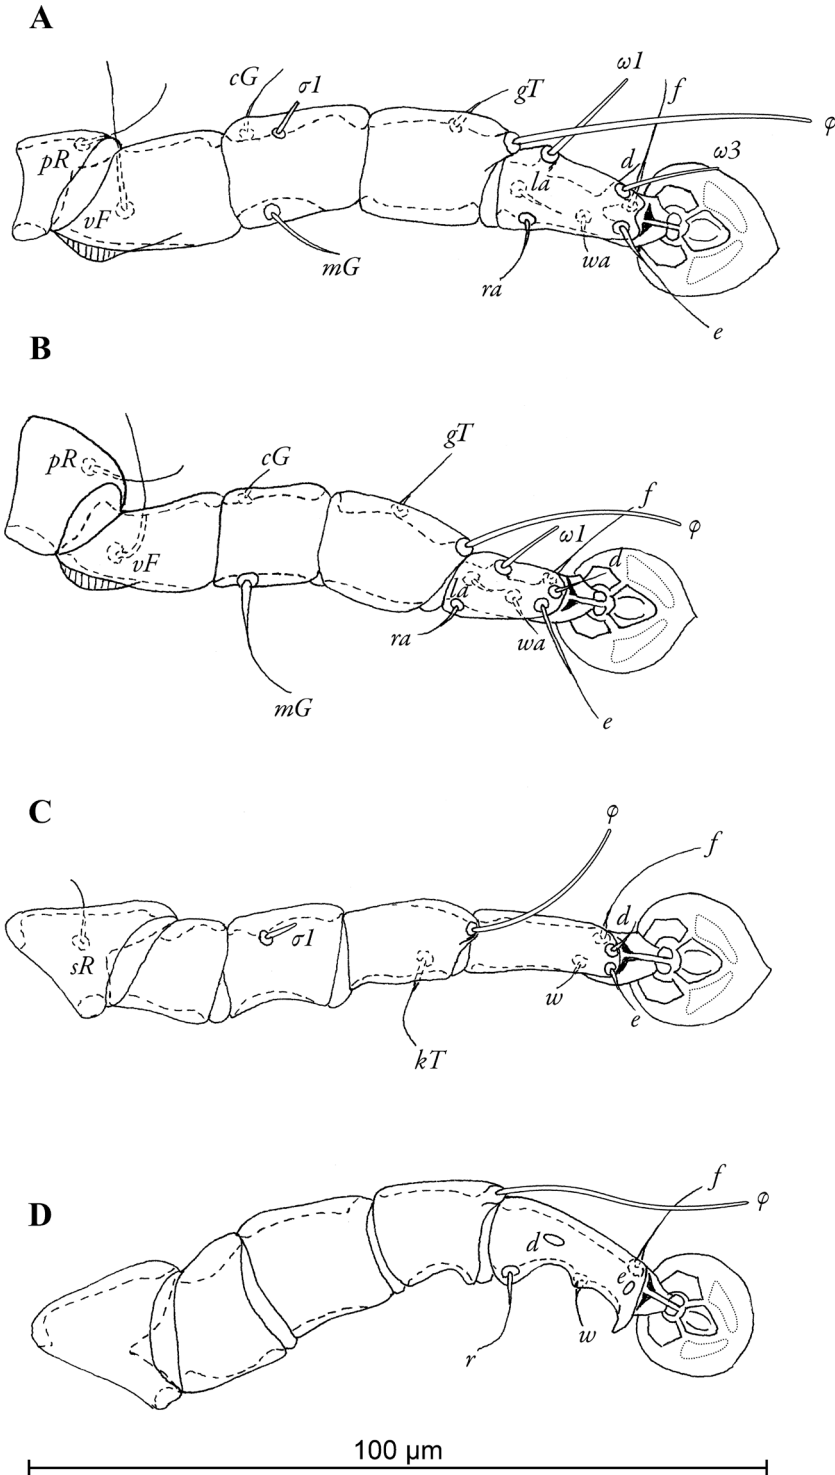 A
cG
σ1
gT
ω1
f
φ
pR
vF
la
d
ω3
mG
ra
wa
e
B
pR
cG
gT
f
φ
vF
ω1
d
la
ra
wa
mG
e
C
φ
f
sR
σ1
d
w
e
kT
D
f
φ
d
e
w
r
100 µm